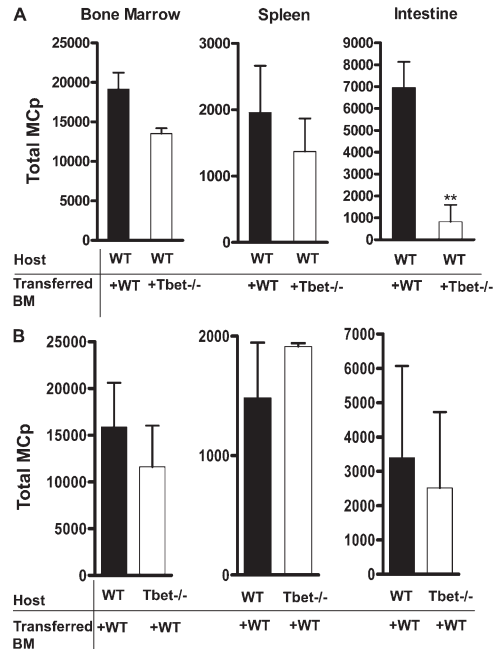 A
Bone Marrow Spleen Intestine
Total MCp
25000 20000 15000 10000 5000 0
3000 2000 1000 0
9000 8000 7000 6000 5000 4000 3000 2000 1000 0
**
Host WT WT WT WT WT WT
Transferred BM +WT +Tbet-/- +WT +Tbet-/- +WT +Tbet-/-
B
Total MCp
25000 20000 15000 10000 5000 0
2000 1000 0
7000 6000 5000 4000 3000 2000 1000 0
Host WT Tbet-/- WT Tbet-/- WT Tbet-/-
Transferred BM +WT +WT +WT +WT +WT +WT